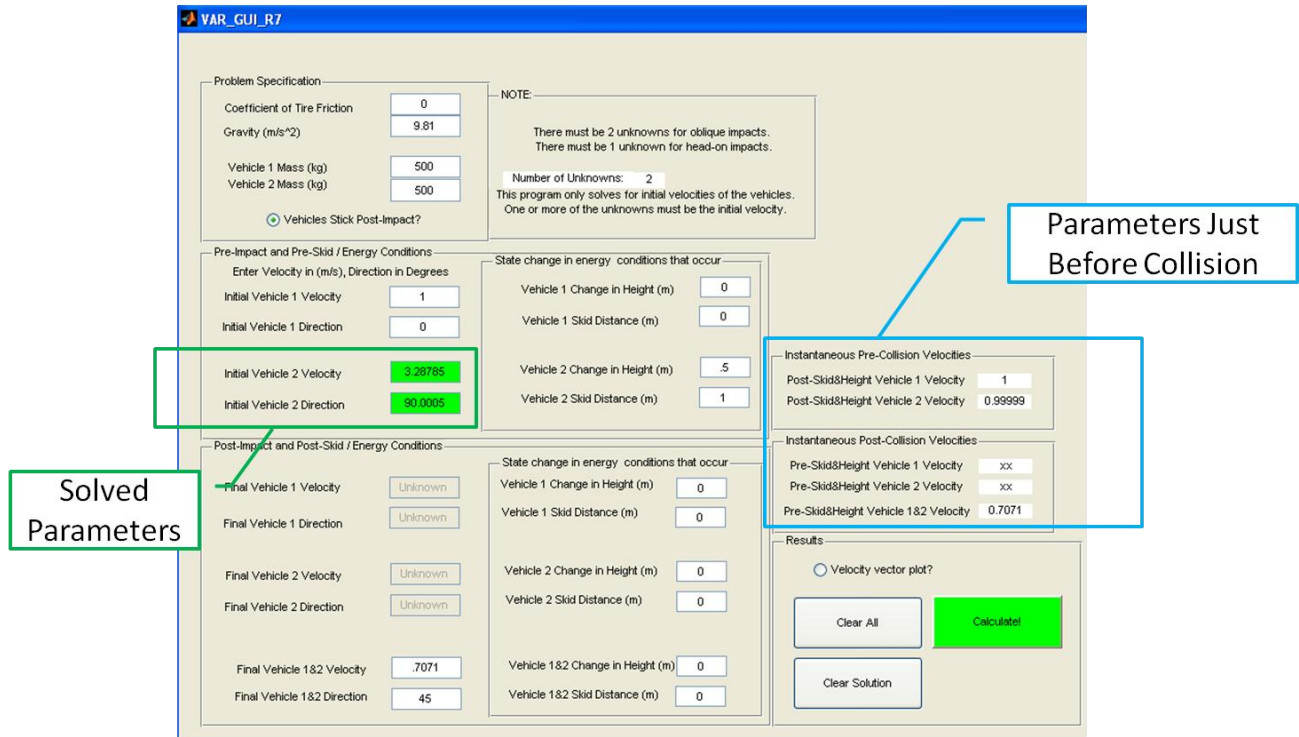 VAR_GUI_R7
Problem Specification
Coefficient of Tire Friction 0
Gravity (m/s^2) 9.81
Vehicle 1 Mass (kg) 500
Vehicle 2 Mass (kg) 500
Vehicles Stick Post-Impact?
NOTE:
There must be 2 unknowns for oblique impacts.
There must be 1 unknown for head-on impacts.
Number of Unknowns: 2
This program only solves for initial velocities of the vehicles.
One or more of the unknowns must be the initial velocity.
Parameters Just
Before Collision
Pre-Impact and Pre-Skid / Energy Conditions
Enter Velocity in (m/s), Direction in Degrees
Initial Vehicle 1 Velocity 1
Initial Vehicle 1 Direction 0
Initial Vehicle 2 Velocity 3.28785
Initial Vehicle 2 Direction 90.0005
State change in energy conditions that occur
Vehicle 1 Change in Height (m) 0
Vehicle 1 Skid Distance (m) 0
Vehicle 2 Change in Height (m) .5
Vehicle 2 Skid Distance (m) 1
Instantaneous Pre-Collision Velocities
Post-Skid&Height Vehicle 1 Velocity 1
Post-Skid&Height Vehicle 2 Velocity 0.99999
Instantaneous Post-Collision Velocities
Pre-Skid&Height Vehicle 1 Velocity xx
Pre-Skid&Height Vehicle 2 Velocity xx
Pre-Skid&Height Vehicle 1&2 Velocity 0.7071
Solved
Parameters
Post-Impact and Post-Skid / Energy Conditions
Final Vehicle 1 Velocity Unknown
Final Vehicle 1 Direction Unknown
Final Vehicle 2 Velocity Unknown
Final Vehicle 2 Direction Unknown
Final Vehicle 1&2 Velocity .7071
Final Vehicle 1&2 Direction 45
State change in energy conditions that occur
Vehicle 1 Change in Height (m) 0
Vehicle 1 Skid Distance (m) 0
Vehicle 2 Change in Height (m) 0
Vehicle 2 Skid Distance (m) 0
Vehicle 1&2 Change in Height (m) 0
Vehicle 1&2 Skid Distance (m) 0
Results
Velocity vector plot?
Clear All
Calculate!
Clear Solution